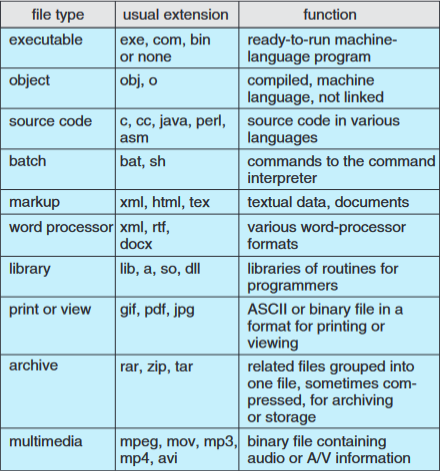 file type usual extension function
executable exe, com, bin ready-to-run machine-
or none language program
object obj, o compiled, machine
language, not linked
source code c, cc, java, perl, source code in various
asm languages
batch bat, sh commands to the command
interpreter
markup xml, html, tex textual data, documents
word processor xml, rtf, various word-processor
docx formats
library lib, a, so, dll libraries of routines for
programmers
print or view gif, pdf, jpg ASCII or binary file in a
format for printing or
viewing
archive rar, zip, tar related files grouped into
one file, sometimes com-
pressed, for archiving
or storage
multimedia mpeg, mov, mp3, binary file containing
mp4, avi audio or A/V information